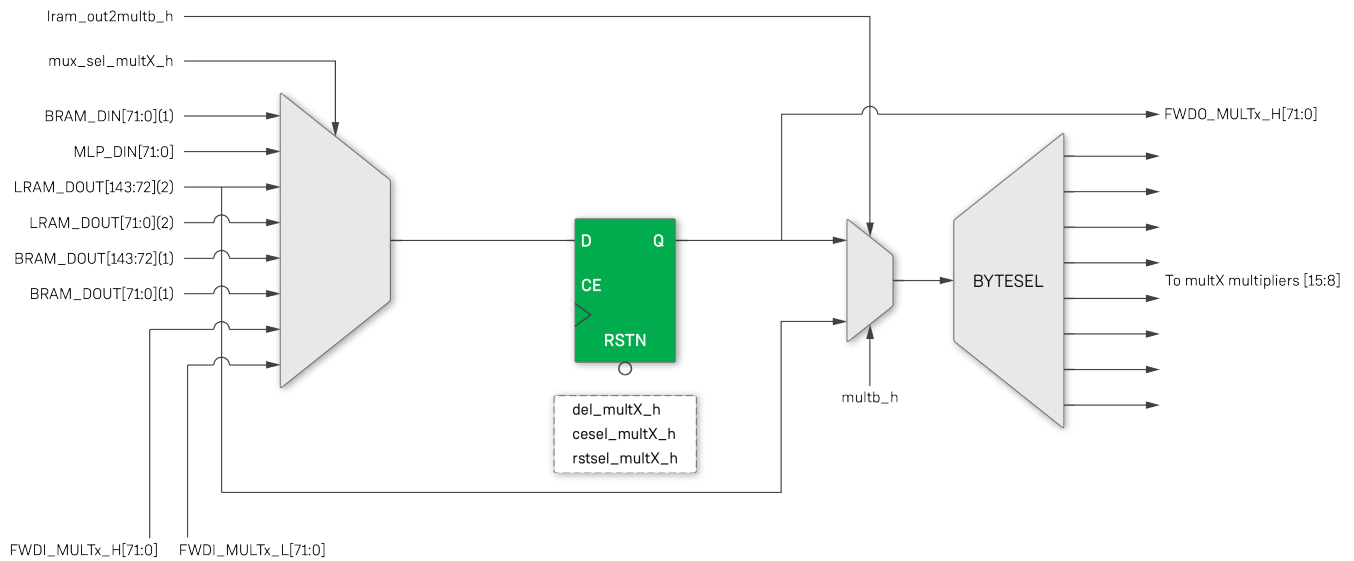 lram_out2multb_h
mux_sel_multX_h
BRAM_DIN[71:0](1)
MLP_DIN[71:0]
LRAM_DOUT[143:72](2)
LRAM_DOUT[71:0](2)
BRAM_DOUT[143:72](1)
BRAM_DOUT[71:0](1)
FWDI_MULTx_H[71:0]
FWDI_MULTx_L[71:0]
D
Q
CE
RSTN
del_multX_h
cesel_multX_h
rstsel_multX_h
multb_h
BYTESEL
FWDO_MULTx_H[71:0]
To multX multipliers [15:8]